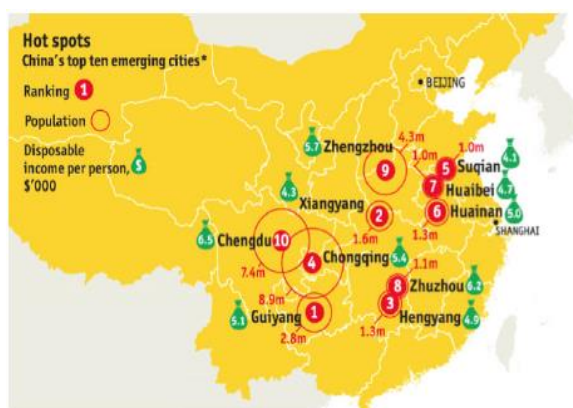 Hot spots
China's top ten emerging cities*
Ranking 1
Population
Disposable
income per person,
$'000
$
BEIJING
5.7 Zhengzhou
4.3m
9
1.0m
1.0m
5 Suqian 4.1
7 Huaibei 4.7
6 Huainan 5.0
1.3m
SHANGHAI
4.3
Xiangyang
2
1.6m
6.5 Chengdu 10
7.4m
4 Chongqing 5.4
8.9m
1.1m
8 Zhuzhou 6.2
3 Hengyang 4.9
1.3m
5.1 Guiyang 1
2.8m